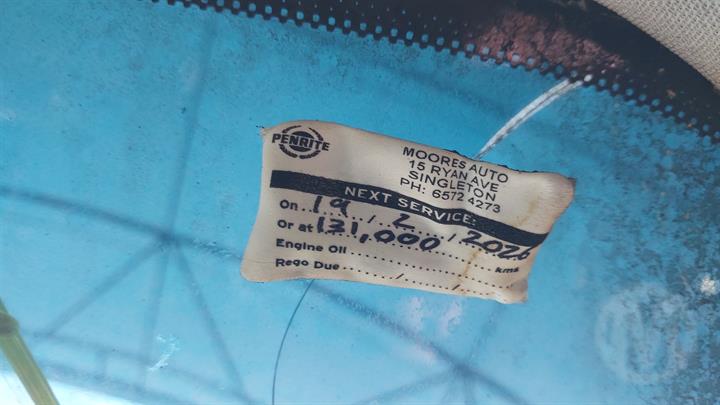 PENRITE
MOORES AUTO
15 RYAN AVE
SINGLETON
PH: 6572 4273
NEXT SERVICE:
On 19 / 2 / 2026
Or at 131,000 kms
Engine Oil
Rego Due / /